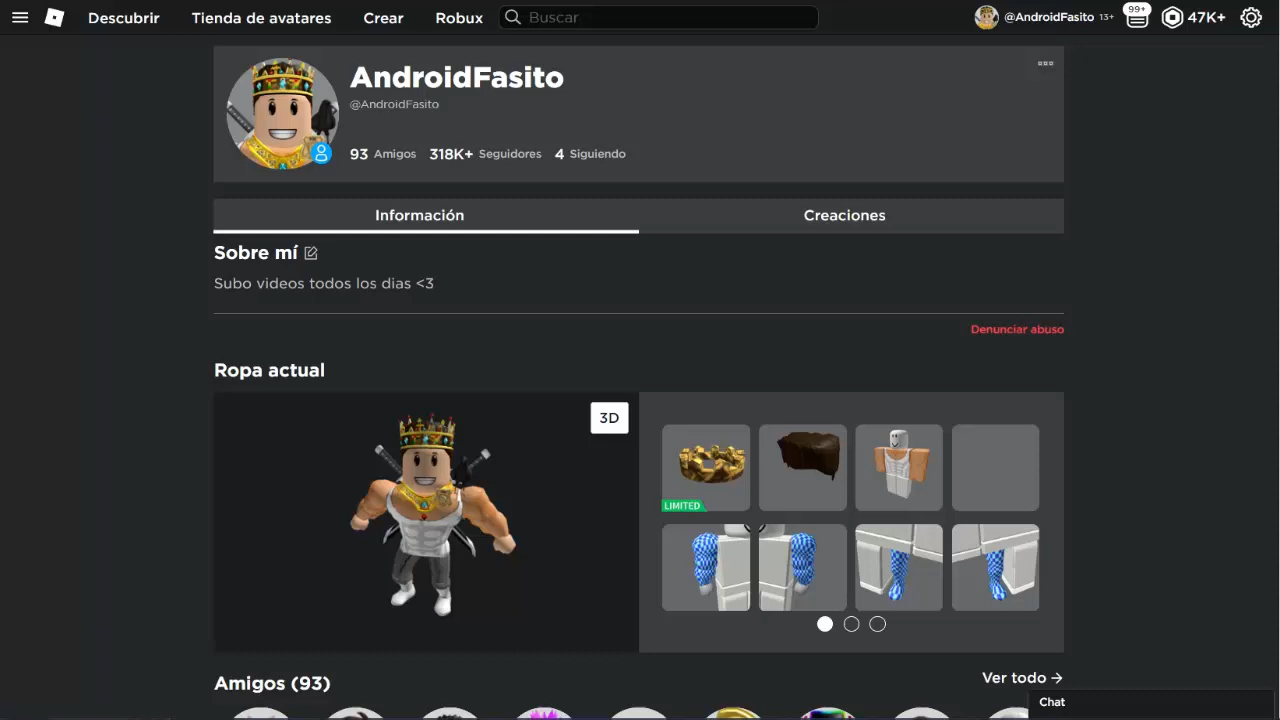 Descubrir Tienda de avatares Crear Robux Buscar @AndroidFasito 13+ 99+ 47K+
AndroidFasito
@AndroidFasito
93 Amigos 318K+ Seguidores 4 Siguiendo
Información Creaciones
Sobre mí
Subo videos todos los dias <3
Denunciar abuso
Ropa actual
3D
LIMITED
Amigos (93) Ver todo →
Chat